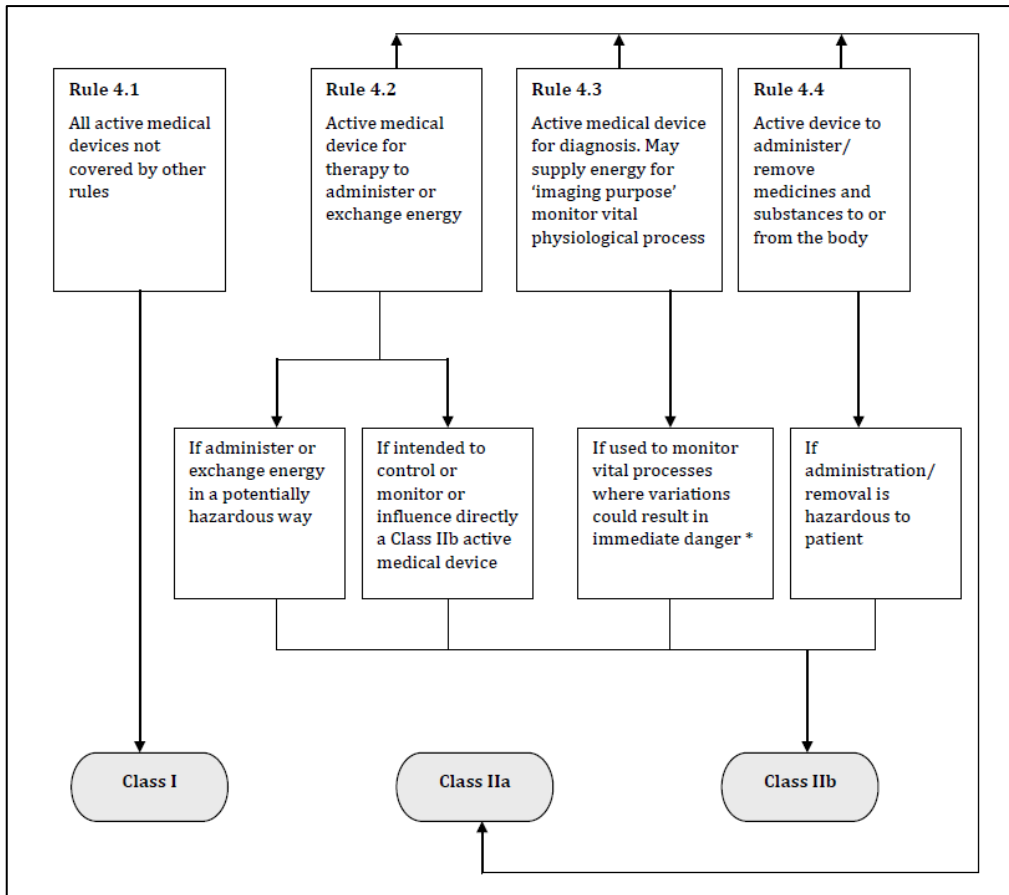 Rule 4.1
All active medical
devices not
covered by other
rules
Rule 4.2
Active medical
device for
therapy to
administer or
exchange energy
Rule 4.3
Active medical device
for diagnosis. May
supply energy for
‘imaging purpose’
monitor vital
physiological process
Rule 4.4
Active device to
administer/
remove
medicines and
substances to or
from the body
If administer or
exchange energy
in a potentially
hazardous way
If intended to
control or
monitor or
influence directly
a Class IIb active
medical device
If used to monitor
vital processes
where variations
could result in
immediate danger *
If
administration/
removal is
hazardous to
patient
Class I
Class IIa
Class IIb